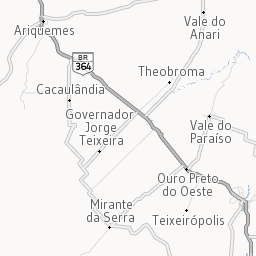 Vale do
Anari
Ariquemes
BR
364
Theobroma
Cacaulândia
Governador
Jorge
Teixeira
Vale do
Paraíso
Ouro Preto
do Oeste
Mirante
da Serra
Teixeirópolis